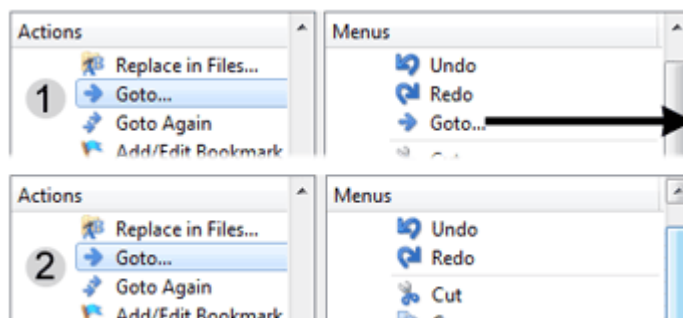 Actions
Menus
Replace in Files...
Undo
1
Goto...
Redo
Goto Again
Goto...
Add/Edit Bookmark
Actions
Menus
Replace in Files...
Undo
2
Goto...
Redo
Goto Again
Cut
Add/Edit Bookmark